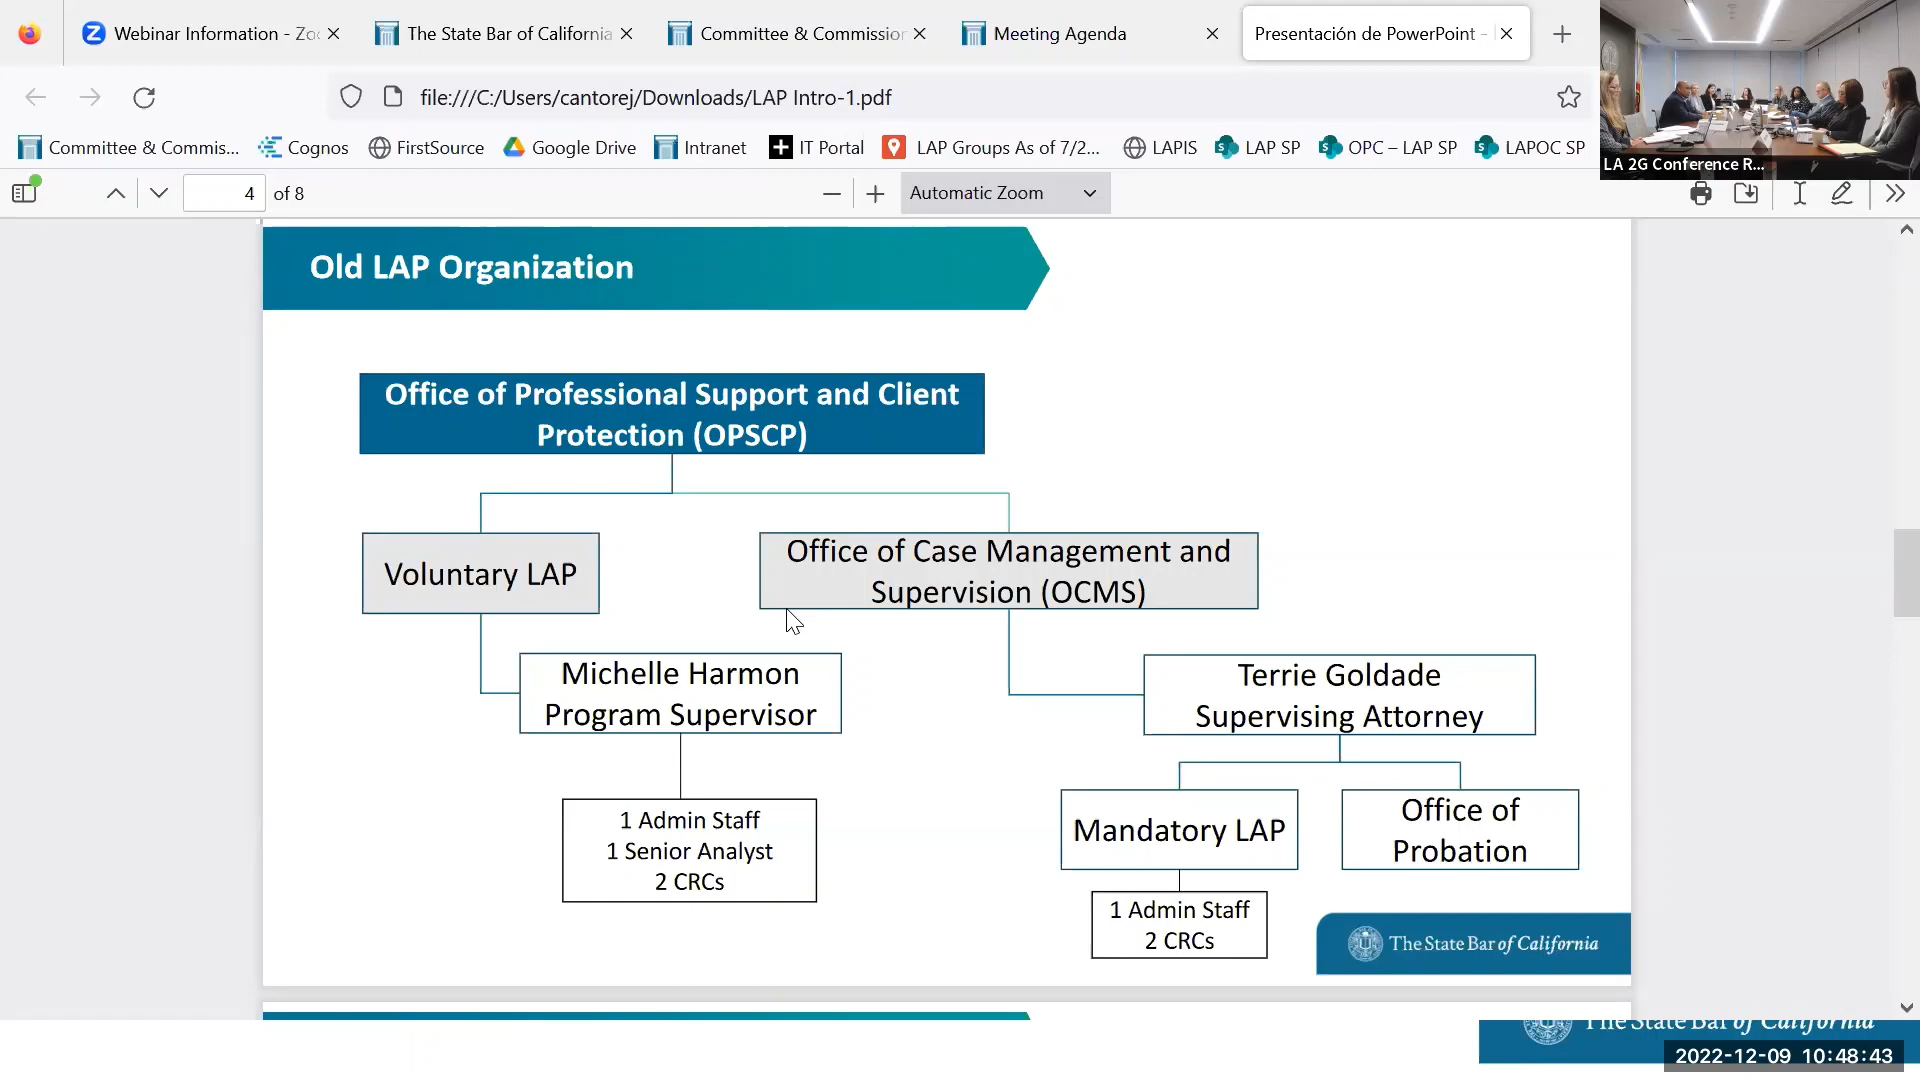 Webinar Information - Zo
The State Bar of California
Committee & Commission
Meeting Agenda
Presentación de PowerPoint -
file:///C:/Users/cantorej/Downloads/LAP Intro-1.pdf
Committee & Commis...
Cognos
FirstSource
Google Drive
Intranet
IT Portal
LAP Groups As of 7/2...
LAPIS
LAP SP
OPC – LAP SP
LAPOC SP
LA 2G Conference R...
4 of 8
Automatic Zoom
Old LAP Organization
Office of Professional Support and Client
Protection (OPSCP)
Voluntary LAP
Office of Case Management and
Supervision (OCMS)
Michelle Harmon
Program Supervisor
Terrie Goldade
Supervising Attorney
1 Admin Staff
1 Senior Analyst
2 CRCs
Mandatory LAP
Office of
Probation
1 Admin Staff
2 CRCs
The State Bar of California
The State Bar of California
2022-12-09 10:48:43